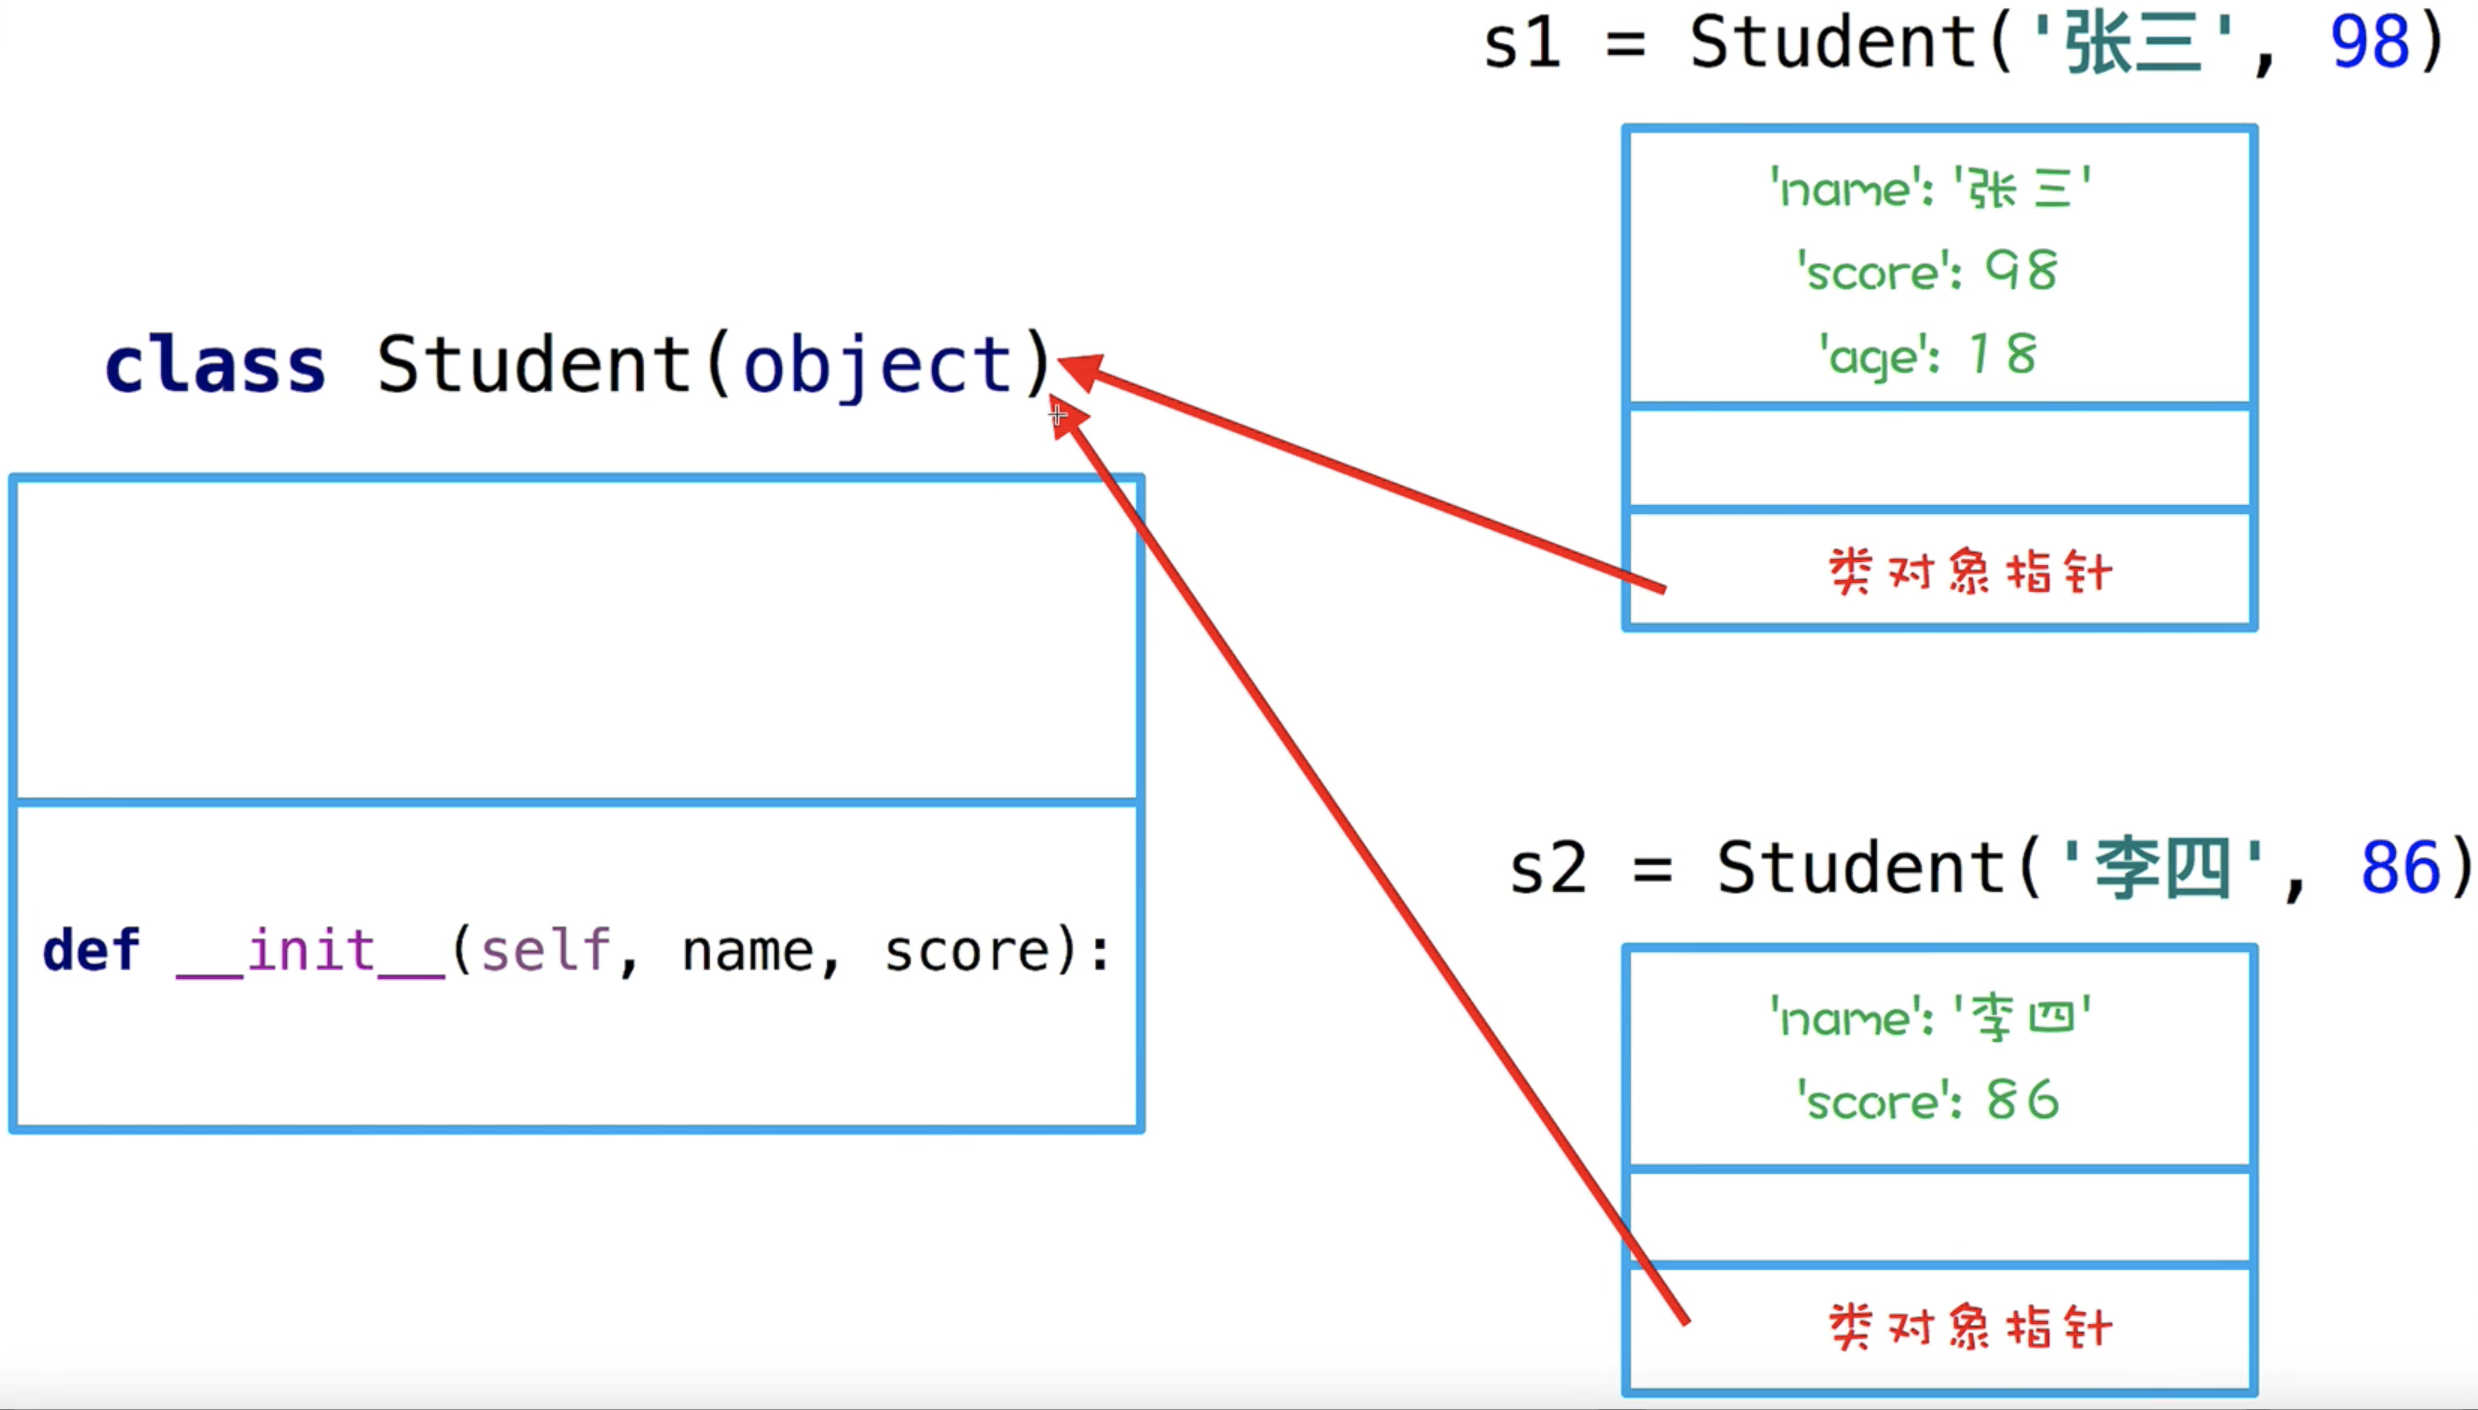 s1 = Student('张三', 98)
'name': '张三'
'score': 98
'age': 18
类对象指针
class Student(object)
def __init__(self, name, score):
s2 = Student('李四', 86)
'name': '李四'
'score': 86
类对象指针